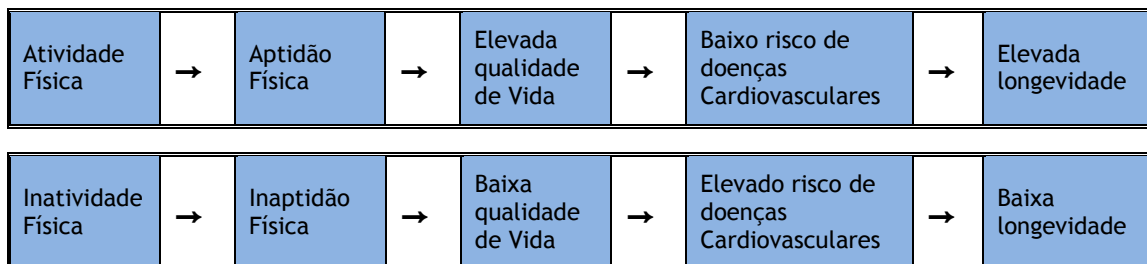 Atividade
Física
→
Aptidão
Física
→
Elevada
qualidade
de Vida
→
Baixo risco de
doenças
Cardiovasculares
→
Elevada
longevidade
Inatividade
Física
→
Inaptidão
Física
→
Baixa
qualidade
de Vida
→
Elevado risco de
doenças
Cardiovasculares
→
Baixa
longevidade